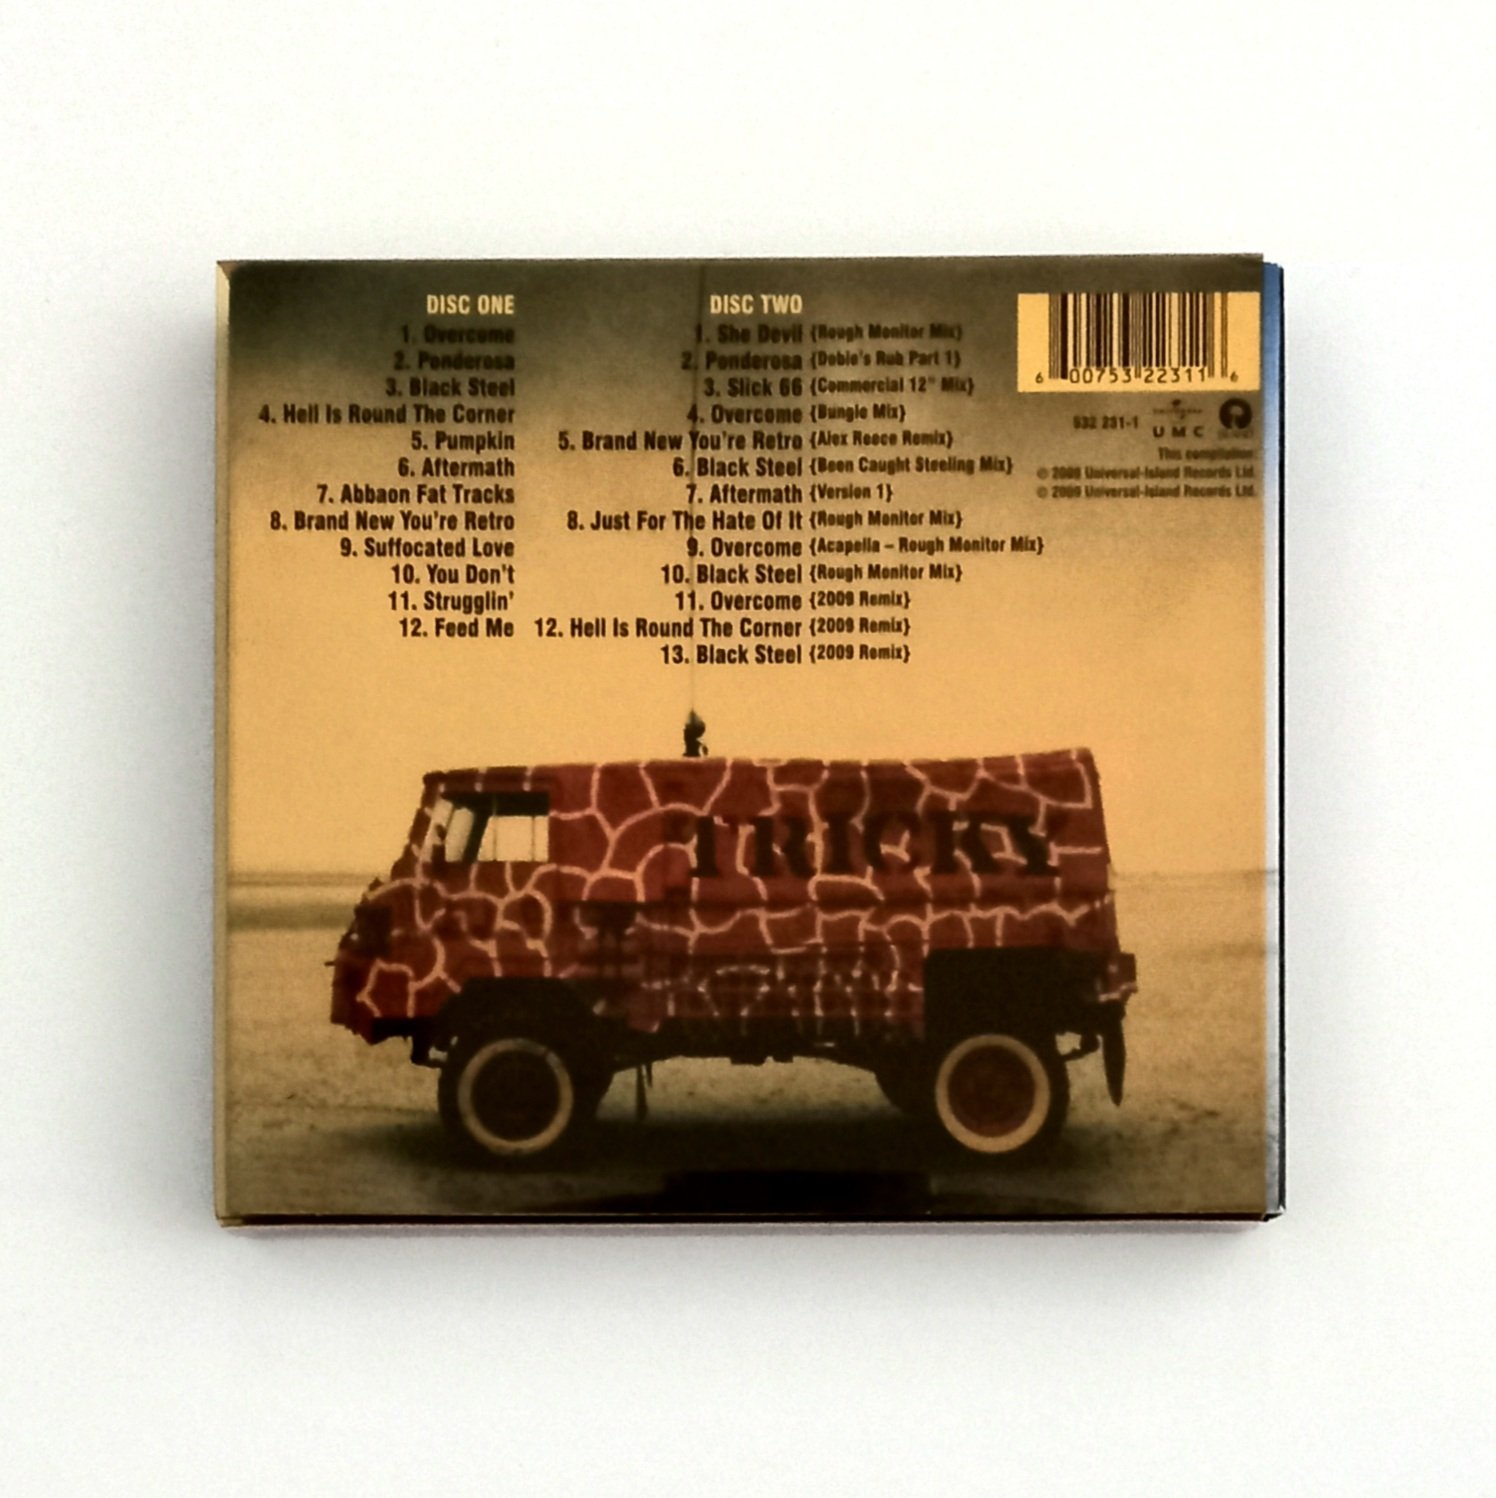 DISC ONE
1. Overcome
2. Ponderosa
3. Black Steel
4. Hell Is Round The Corner
5. Pumpkin
6. Aftermath
7. Abbaon Fat Tracks
8. Brand New You're Retro
9. Suffocated Love
10. You Don't
11. Strugglin'
12. Feed Me
DISC TWO
1. She Devil {Rough Monitor Mix}
2. Ponderosa {Dobie's Rub Part 1}
3. Slick 66 {Commercial 12" Mix}
4. Overcome {Bungle Mix}
5. Brand New You're Retro {Alex Reece Remix}
6. Black Steel {Been Caught Steeling Mix}
7. Aftermath {Version 1}
8. Just For The Hate Of It {Rough Monitor Mix}
9. Overcome {Acapella – Rough Monitor Mix}
10. Black Steel {Rough Monitor Mix}
11. Overcome {2009 Remix}
12. Hell Is Round The Corner {2009 Remix}
13. Black Steel {2009 Remix}
6 00753 22311 6
532 231-1
UMC
This compilation:
Universal-Island Records Ltd.
℗ 2009 Universal-Island Records Ltd.
TRICKY